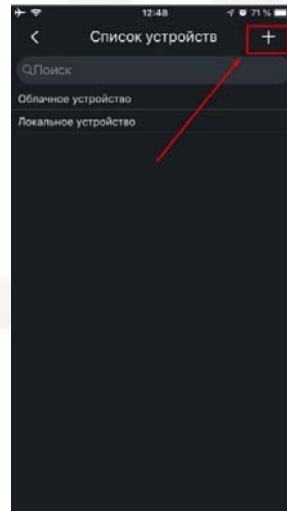 12:48 71 %
Список устройств
Поиск
Облачное устройство
Локальное устройство